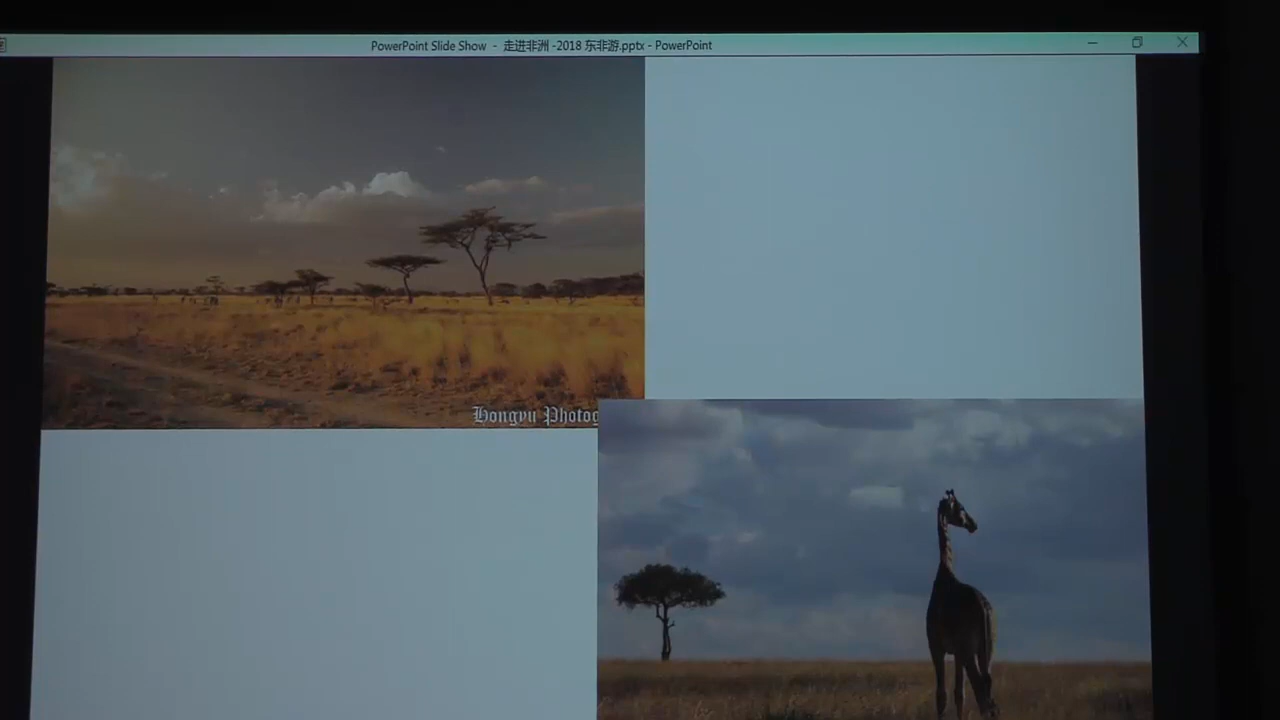 PowerPoint Slide Show - 走进非洲 -2018 东非游.pptx - PowerPoint
Hongyu Photog